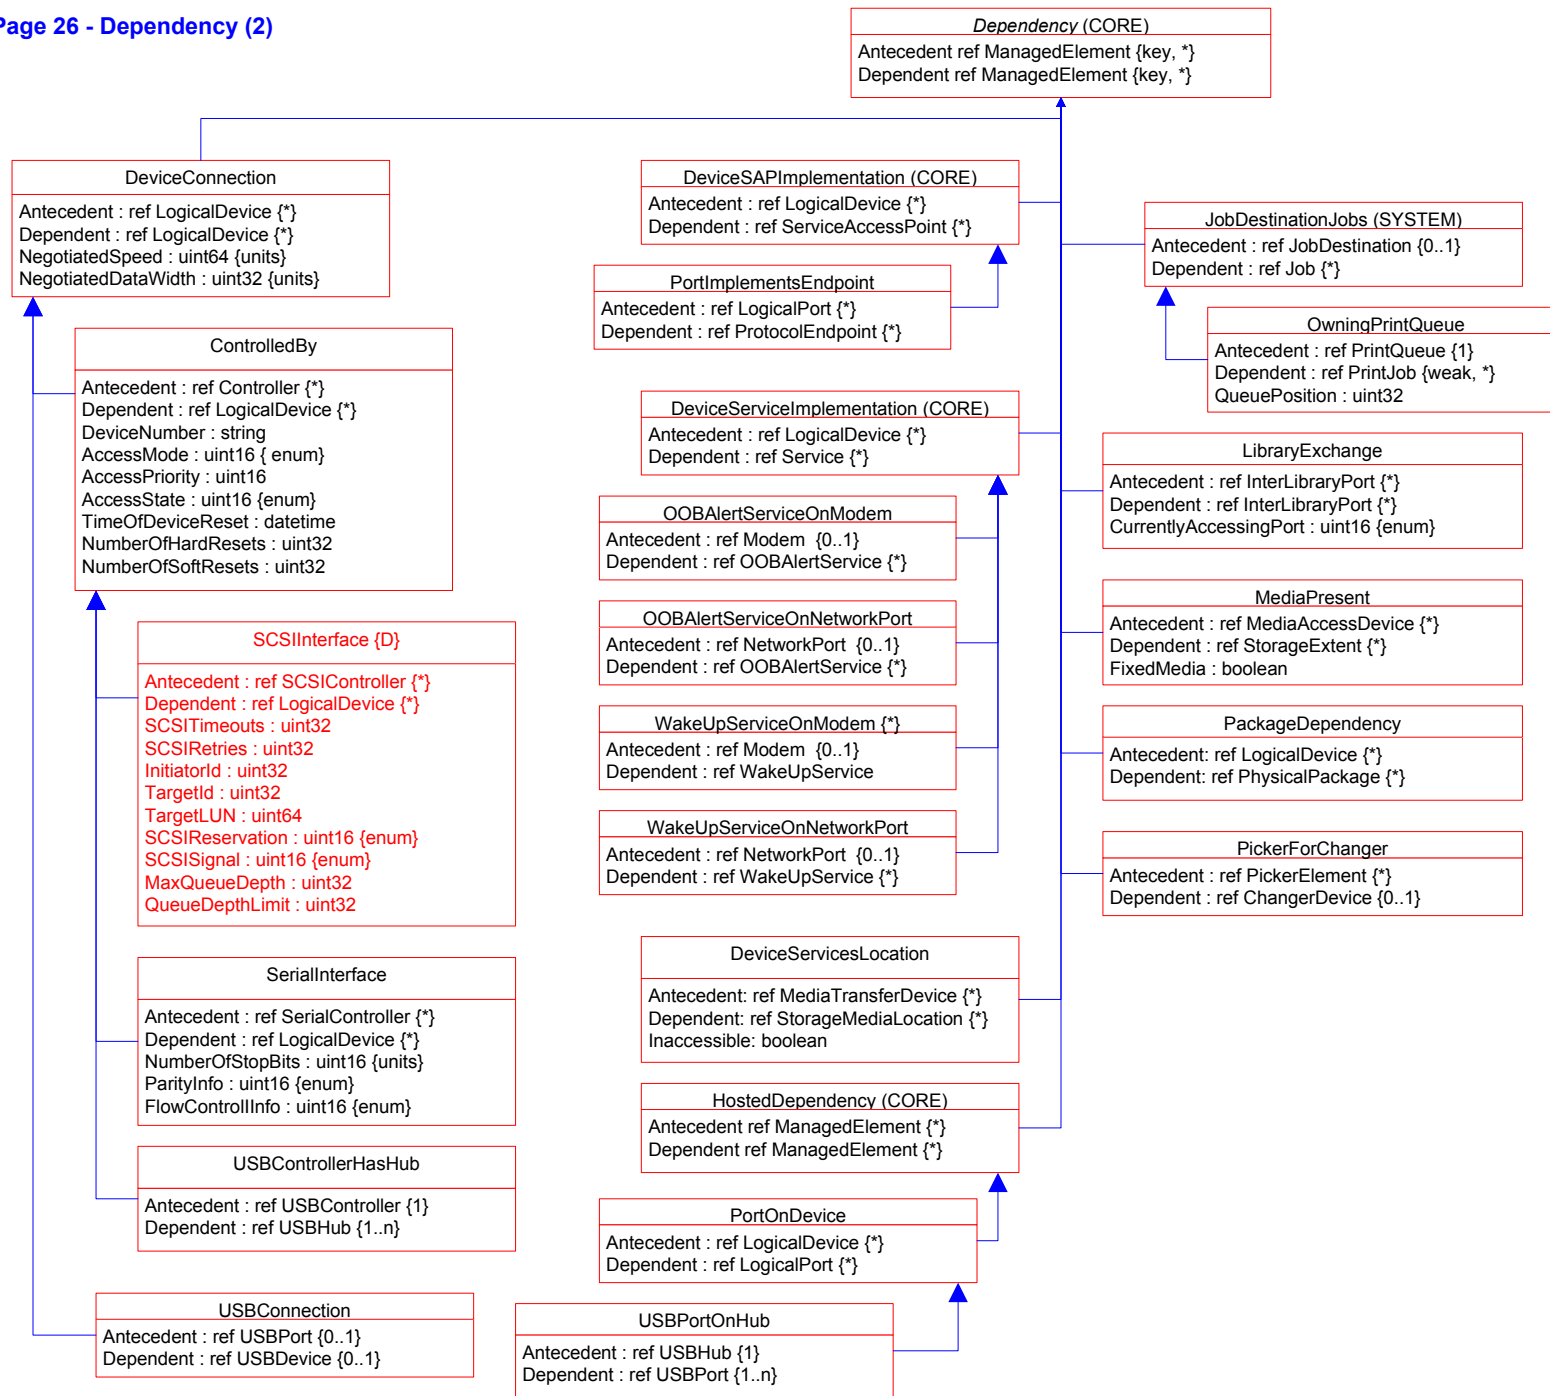 Page 26 - Dependency (2)
Dependency (CORE)
Antecedent ref ManagedElement {key, *}
Dependent ref ManagedElement {key, *}
DeviceConnection
Antecedent : ref LogicalDevice {*}
Dependent : ref LogicalDevice {*}
NegotiatedSpeed : uint64 {units}
NegotiatedDataWidth : uint32 {units}
ControlledBy
Antecedent : ref Controller {*}
Dependent : ref LogicalDevice {*}
DeviceNumber : string
AccessMode : uint16 { enum}
AccessPriority : uint16
AccessState : uint16 {enum}
TimeOfDeviceReset : datetime
NumberOfHardResets : uint32
NumberOfSoftResets : uint32
SCSIInterface {D}
Antecedent : ref SCSIController {*}
Dependent : ref LogicalDevice {*}
SCSITimeouts : uint32
SCSIRetries : uint32
InitiatorId : uint32
TargetId : uint32
TargetLUN : uint64
SCSIReservation : uint16 {enum}
SCSISignal : uint16 {enum}
MaxQueueDepth : uint32
QueueDepthLimit : uint32
SerialInterface
Antecedent : ref SerialController {*}
Dependent : ref LogicalDevice {*}
NumberOfStopBits : uint16 {units}
ParityInfo : uint16 {enum}
FlowControlInfo : uint16 {enum}
USBControllerHasHub
Antecedent : ref USBController {1}
Dependent : ref USBHub {1..n}
USBConnection
Antecedent : ref USBPort {0..1}
Dependent : ref USBDevice {0..1}
DeviceSAPImplementation (CORE)
Antecedent : ref LogicalDevice {*}
Dependent : ref ServiceAccessPoint {*}
PortImplementsEndpoint
Antecedent : ref LogicalPort {*}
Dependent : ref ProtocolEndpoint {*}
DeviceServiceImplementation (CORE)
Antecedent : ref LogicalDevice {*}
Dependent : ref Service {*}
OOBAlertServiceOnModem
Antecedent : ref Modem {0..1}
Dependent : ref OOBAlertService {*}
OOBAlertServiceOnNetworkPort
Antecedent : ref NetworkPort {0..1}
Dependent : ref OOBAlertService {*}
WakeUpServiceOnModem {*}
Antecedent : ref Modem {0..1}
Dependent : ref WakeUpService
WakeUpServiceOnNetworkPort
Antecedent : ref NetworkPort {0..1}
Dependent : ref WakeUpService {*}
DeviceServicesLocation
Antecedent: ref MediaTransferDevice {*}
Dependent: ref StorageMediaLocation {*}
Inaccessible: boolean
HostedDependency (CORE)
Antecedent ref ManagedElement {*}
Dependent ref ManagedElement {*}
PortOnDevice
Antecedent : ref LogicalDevice {*}
Dependent : ref LogicalPort {*}
USBPortOnHub
Antecedent : ref USBHub {1}
Dependent : ref USBPort {1..n}
JobDestinationJobs (SYSTEM)
Antecedent : ref JobDestination {0..1}
Dependent : ref Job {*}
OwningPrintQueue
Antecedent : ref PrintQueue {1}
Dependent : ref PrintJob {weak, *}
QueuePosition : uint32
LibraryExchange
Antecedent : ref InterLibraryPort {*}
Dependent : ref InterLibraryPort {*}
CurrentlyAccessingPort : uint16 {enum}
MediaPresent
Antecedent : ref MediaAccessDevice {*}
Dependent : ref StorageExtent {*}
FixedMedia : boolean
PackageDependency
Antecedent: ref LogicalDevice {*}
Dependent: ref PhysicalPackage {*}
PickerForChanger
Antecedent : ref PickerElement {*}
Dependent : ref ChangerDevice {0..1}